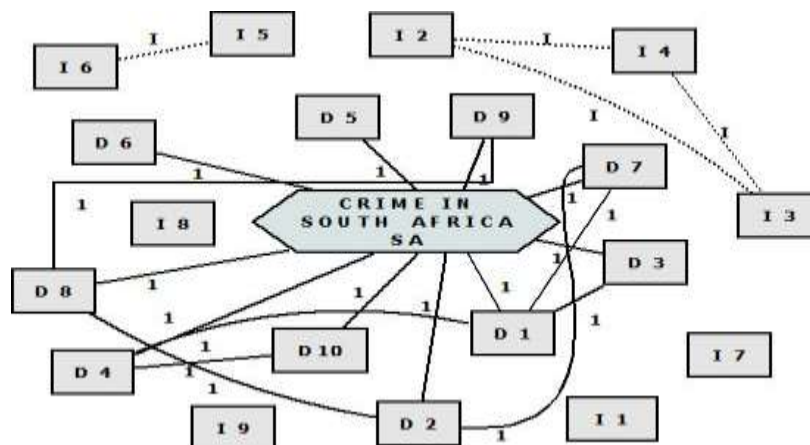 I 5
I 2
I 4
I 6
I
I
D 5
D 9
I
I
D 6
D 7
1
1
1
1
CRIME IN
SOUTH AFRICA
SA
1
1
I 8
I 3
1
D 3
D 8
1
1
1
1
1
1
D 1
1
D 10
1
I 7
D 4
1
1
D 2
I 1
I 9
1